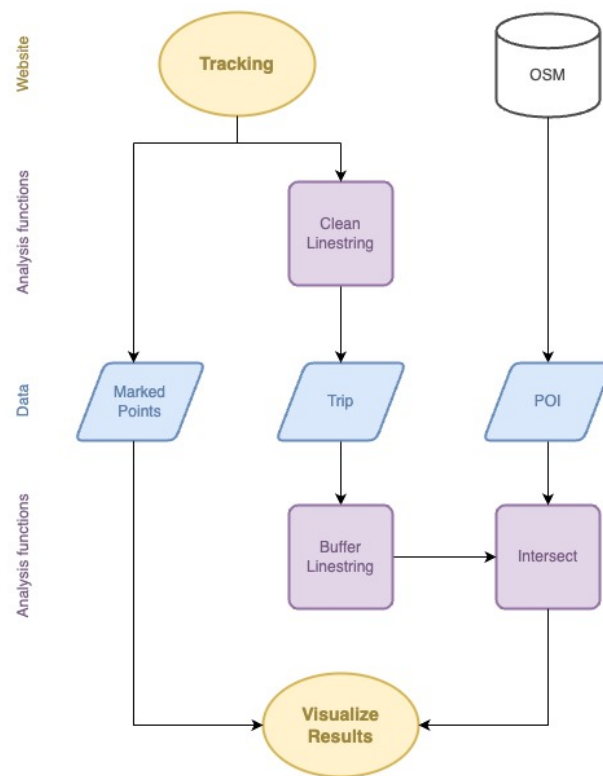 Website
Tracking
OSM
Analysis functions
Clean
Linestring
Data
Marked
Points
Trip
POI
Analysis functions
Buffer
Linestring
Intersect
Visualize
Results